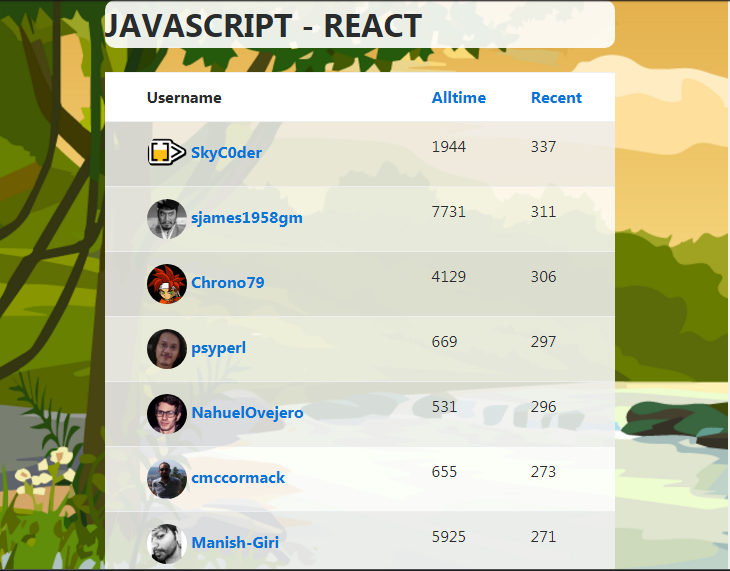 JAVASCRIPT - REACT
Username Alltime Recent
SkyC0der 1944 337
sjames1958gm 7731 311
Chrono79 4129 306
psyperl 669 297
NahuelOvejero 531 296
cmccormack 655 273
Manish-Giri 5925 271